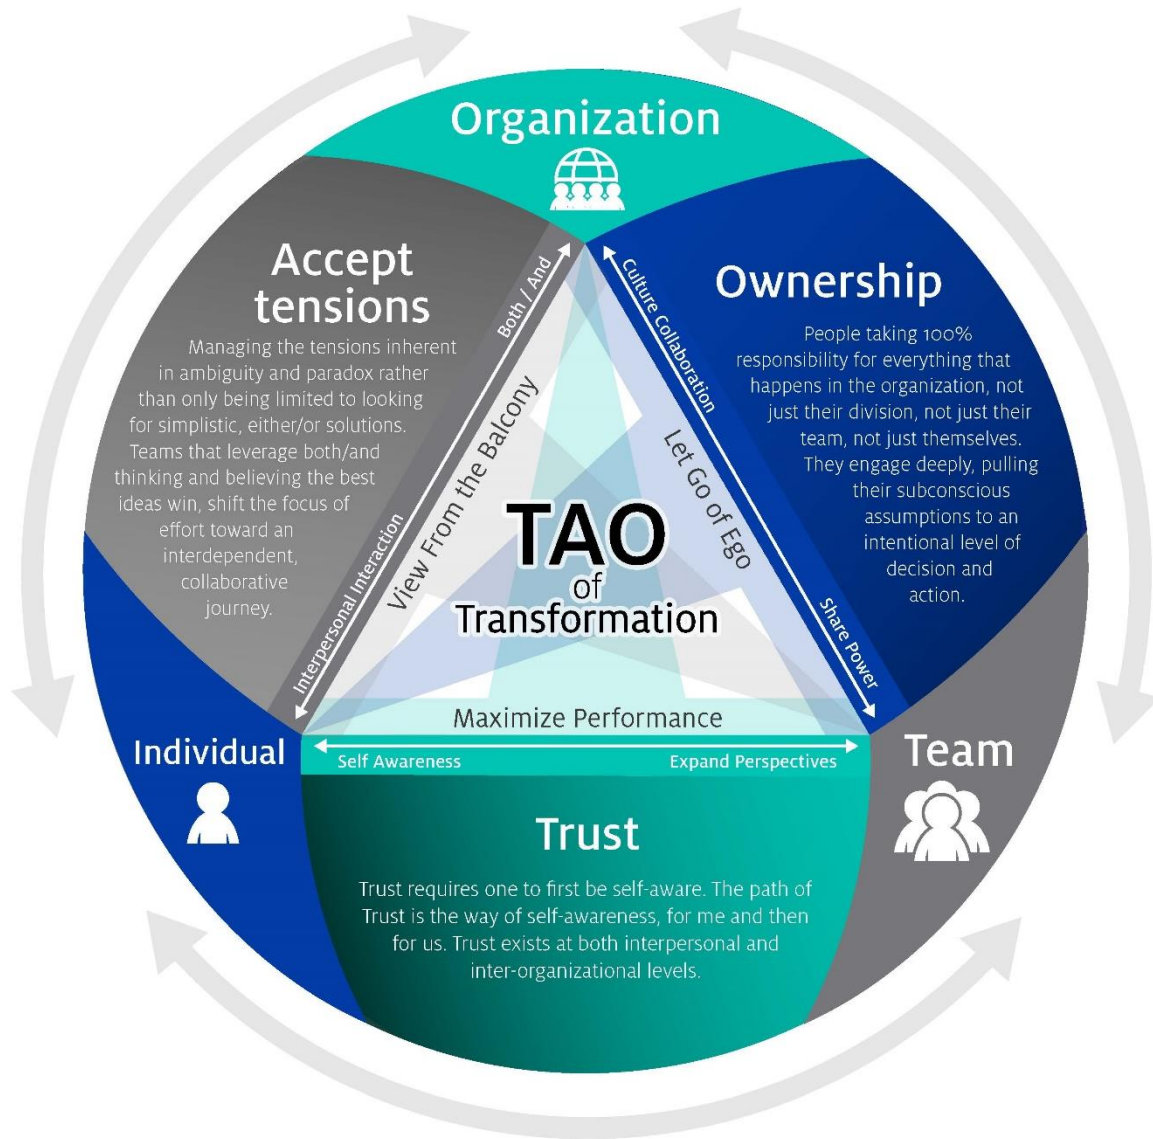 Organization
Accept
tensions
Managing the tensions inherent
in ambiguity and paradox rather
than only being limited to looking
for simplistic, either/or solutions.
Teams that leverage both/and
thinking and believing the best
ideas win, shift the focus of
effort toward an
interdependent,
collaborative
journey.
Both / And
Interpersonal Interaction
View From the Balcony
Ownership
People taking 100%
responsibility for everything that
happens in the organization, not
just their division, not just their
team, not just themselves.
They engage deeply, pulling
their subconscious
assumptions to an
intentional level of
decision and
action.
Culture Collaboration
Share Power
Let Go of Ego
TAO
of
Transformation
Maximize Performance
Self Awareness
Expand Perspectives
Individual
Team
Trust
Trust requires one to first be self-aware. The path of
Trust is the way of self-awareness, for me and then
for us. Trust exists at both interpersonal and
inter-organizational levels.